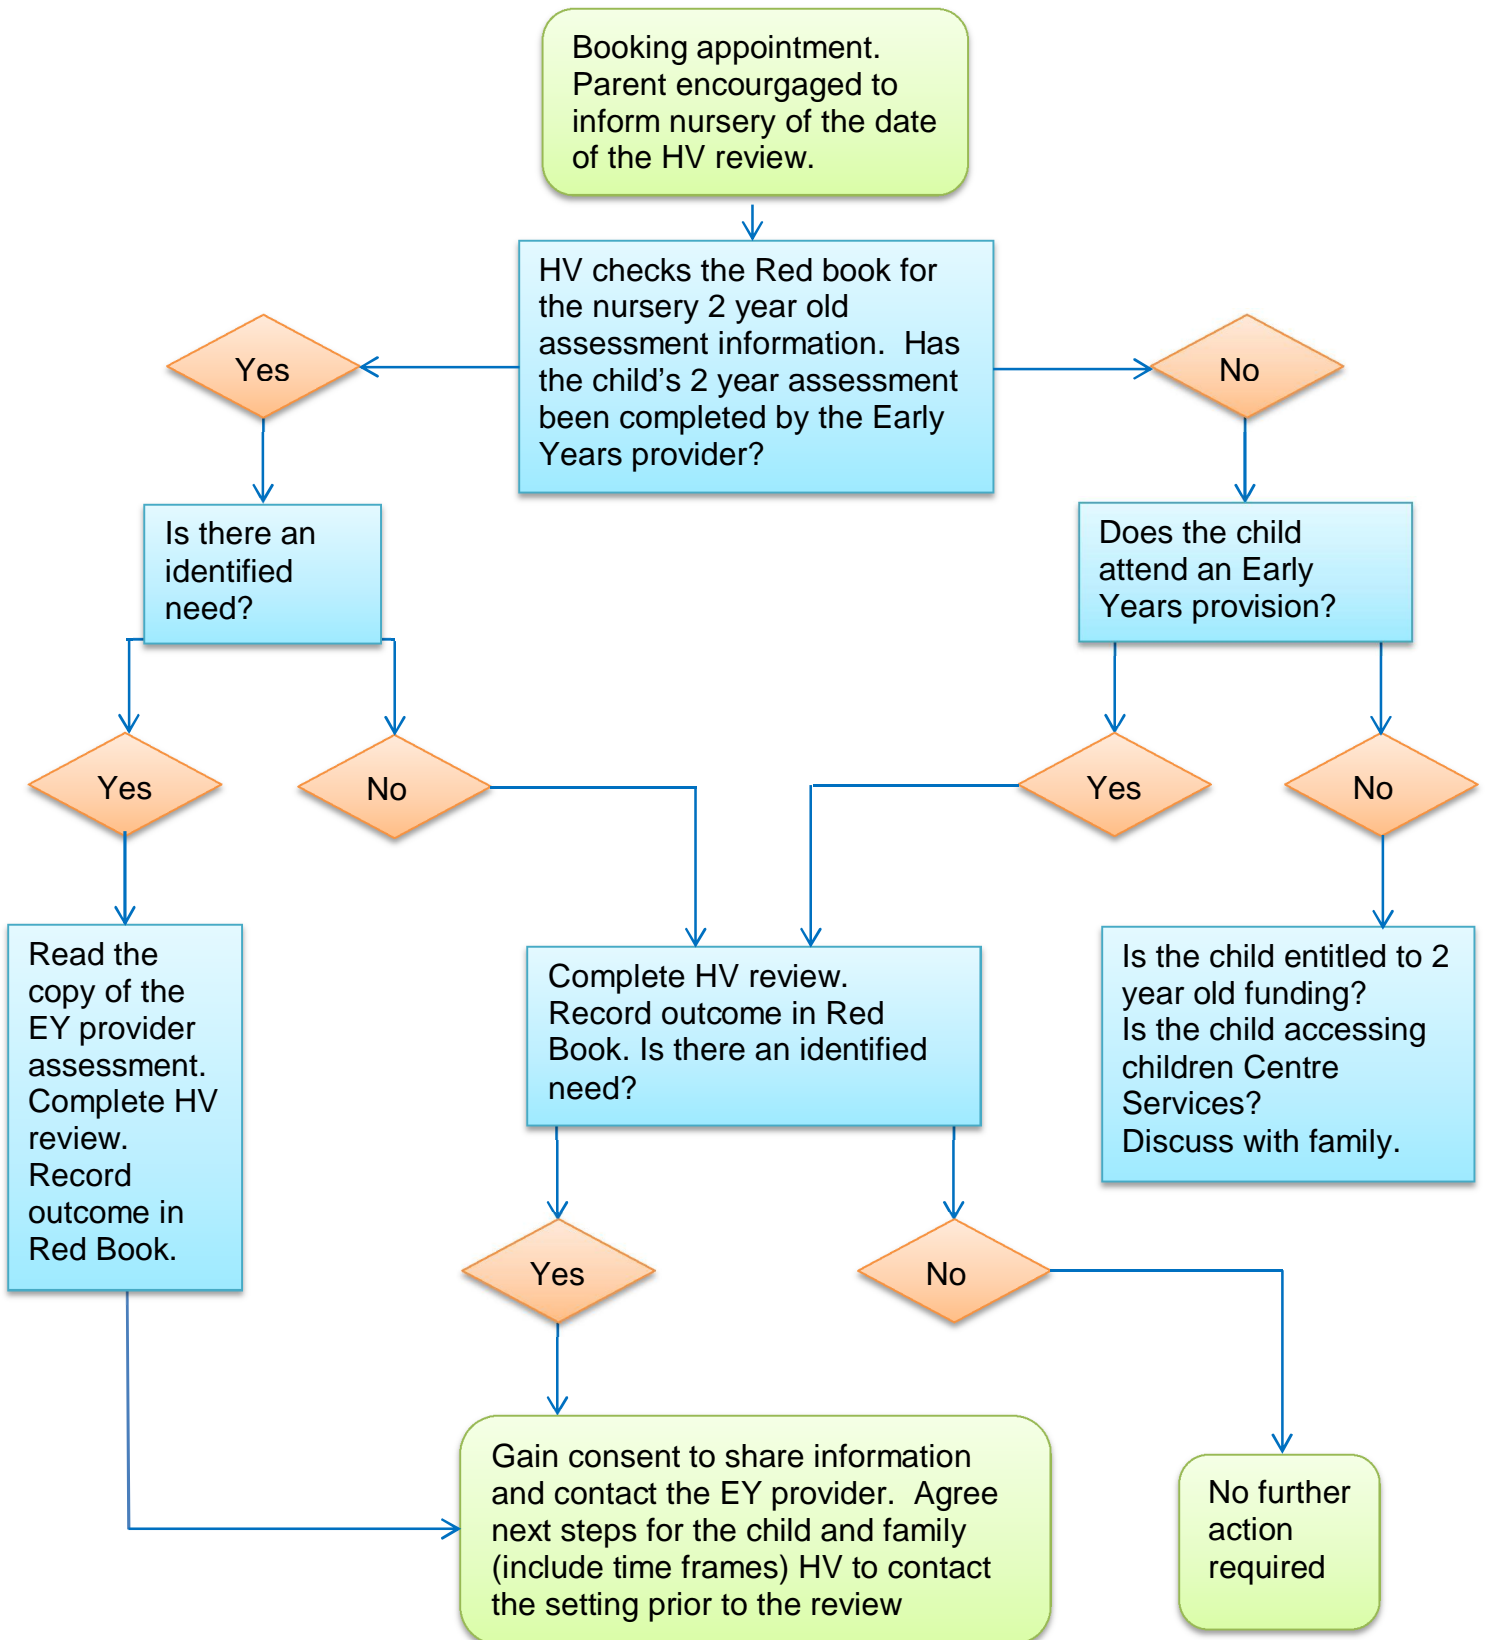 Booking appointment.
Parent encourgaged to
inform nursery of the date
of the HV review.
HV checks the Red book for
the nursery 2 year old
assessment information.  Has
the child’s 2 year assessment
been completed by the Early
Years provider?
Yes
No
Is there an
identified
need?
Does the child
attend an Early
Years provision?
Yes
No
Yes
No
Read the
copy of the
EY provider
assessment.
Complete HV
review.
Record
outcome in
Red Book.
Complete HV review.
Record outcome in Red
Book. Is there an identified
need?
Is the child entitled to 2
year old funding?
Is the child accessing
children Centre
Services?
Discuss with family.
Yes
No
Gain consent to share information
and contact the EY provider.  Agree
next steps for the child and family
(include time frames) HV to contact
the setting prior to the review
No further
action
required